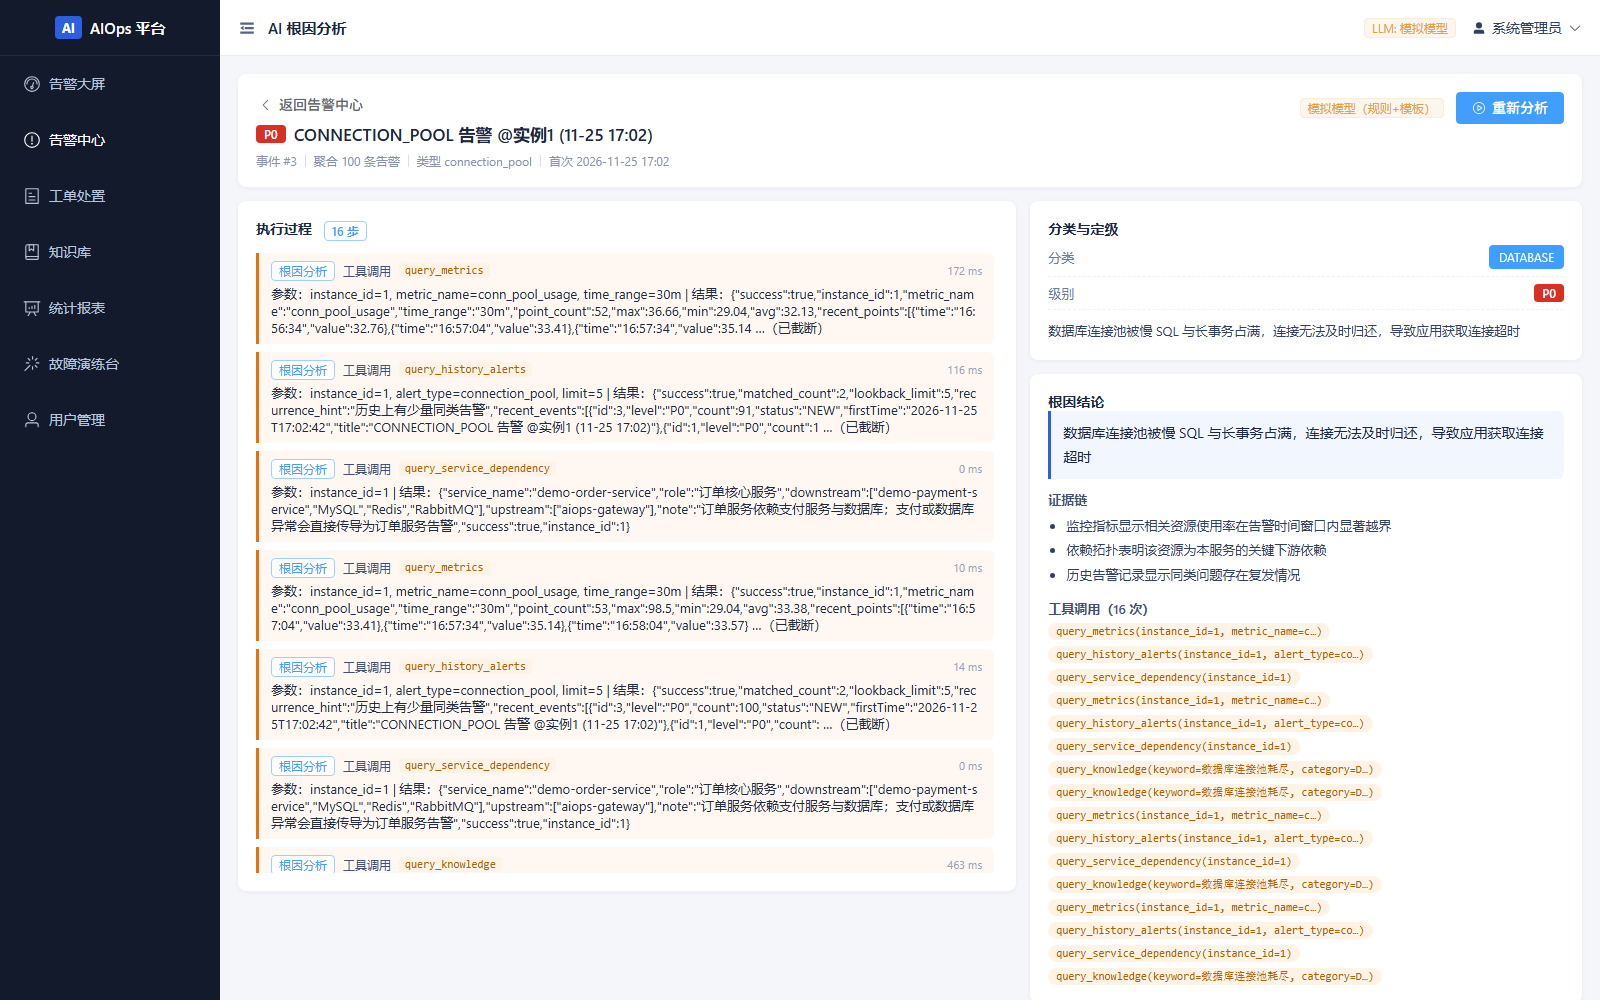 AI AIOps 平台
告警大屏
告警中心
工单处置
知识库
统计报表
故障演练台
用户管理
AI 根因分析
LLM: 模拟模型
系统管理员
返回告警中心
P0 CONNECTION_POOL 告警 @实例1 (11-25 17:02)
事件 #3 聚合 100 条告警 类型 connection_pool 首次 2026-11-25 17:02
模拟模型（规则+模板）
重新分析
执行过程 16 步
根因分析 工具调用 query_metrics 172 ms
参数：instance_id=1, metric_name=conn_pool_usage, time_range=30m | 结果：{"success":true,"instance_id":1,"metric_na
me":"conn_pool_usage","time_range":"30m","point_count":52,"max":36.66,"min":29.04,"avg":32.13,"recent_points":[{"time":"16:
56:34","value":32.76},{"time":"16:57:04","value":33.41},{"time":"16:57:34","value":35.14 ...（已截断）
根因分析 工具调用 query_history_alerts 116 ms
参数：instance_id=1, alert_type=connection_pool, limit=5 | 结果：{"success":true,"matched_count":2,"lookback_limit":5,"rec
urrence_hint":"历史上有少量同类告警","recent_events":[{"id":3,"level":"P0","count":91,"status":"NEW","firstTime":"2026-11-25
T17:02:42","title":"CONNECTION_POOL 告警 @实例1 (11-25 17:02)"},{"id":1,"level":"P0","count":1 ...（已截断）
根因分析 工具调用 query_service_dependency 0 ms
参数：instance_id=1 | 结果：{"service_name":"demo-order-service","role":"订单核心服务","downstream":["demo-payment-s
ervice","MySQL","Redis","RabbitMQ"],"upstream":["aiops-gateway"],"note":"订单服务依赖支付服务与数据库；支付或数据库
异常会直接传导为订单服务告警","success":true,"instance_id":1}
根因分析 工具调用 query_metrics 10 ms
参数：instance_id=1, metric_name=conn_pool_usage, time_range=30m | 结果：{"success":true,"instance_id":1,"metric_na
me":"conn_pool_usage","time_range":"30m","point_count":53,"max":98.5,"min":29.04,"avg":33.38,"recent_points":[{"time":"16:5
7:04","value":33.41},{"time":"16:57:34","value":35.14},{"time":"16:58:04","value":33.57} ...（已截断）
根因分析 工具调用 query_history_alerts 14 ms
参数：instance_id=1, alert_type=connection_pool, limit=5 | 结果：{"success":true,"matched_count":2,"lookback_limit":5,"rec
urrence_hint":"历史上有少量同类告警","recent_events":[{"id":3,"level":"P0","count":100,"status":"NEW","firstTime":"2026-11-2
5T17:02:42","title":"CONNECTION_POOL 告警 @实例1 (11-25 17:02)"},{"id":1,"level":"P0","count": ...（已截断）
根因分析 工具调用 query_service_dependency 0 ms
参数：instance_id=1 | 结果：{"service_name":"demo-order-service","role":"订单核心服务","downstream":["demo-payment-s
ervice","MySQL","Redis","RabbitMQ"],"upstream":["aiops-gateway"],"note":"订单服务依赖支付服务与数据库；支付或数据库
异常会直接传导为订单服务告警","success":true,"instance_id":1}
根因分析 工具调用 query_knowledge 463 ms
分类与定级
分类 DATABASE
级别 P0
数据库连接池被慢 SQL 与长事务占满，连接无法及时归还，导致应用获取连接超时
根因结论
数据库连接池被慢 SQL 与长事务占满，连接无法及时归还，导致应用获取连接
超时
证据链
监控指标显示相关资源使用率在告警时间窗口内显著越界
依赖拓扑表明该资源为本服务的关键下游依赖
历史告警记录显示同类问题存在复发情况
工具调用（16 次）
query_metrics(instance_id=1, metric_name=c…)
query_history_alerts(instance_id=1, alert_type=co…)
query_service_dependency(instance_id=1)
query_metrics(instance_id=1, metric_name=c…)
query_history_alerts(instance_id=1, alert_type=co…)
query_service_dependency(instance_id=1)
query_knowledge(keyword=数据库连接池耗尽, category=D…)
query_knowledge(keyword=数据库连接池耗尽, category=D…)
query_metrics(instance_id=1, metric_name=c…)
query_history_alerts(instance_id=1, alert_type=co…)
query_service_dependency(instance_id=1)
query_knowledge(keyword=数据库连接池耗尽, category=D…)
query_metrics(instance_id=1, metric_name=c…)
query_history_alerts(instance_id=1, alert_type=co…)
query_service_dependency(instance_id=1)
query_knowledge(keyword=数据库连接池耗尽, category=D…)